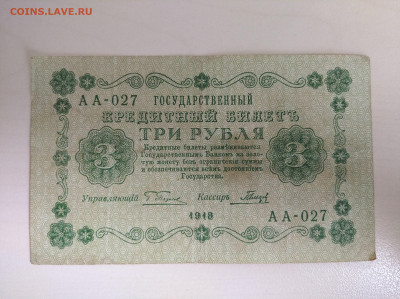 COINS.LAVE.RU
АА-027 ГОСУДАРСТВЕННЫЙ
КРЕДИТНЫЙ БИЛЕТЪ
ТРИ РУБЛЯ
3 3
Кредитные билеты размѣниваются
Государственнымъ Банкомъ на золо-
тую монету безъ ограниченія суммы
и обезпечиваются всѣмъ достояніемъ
Государства.
Управляющій Кассиръ
1918
АА-027